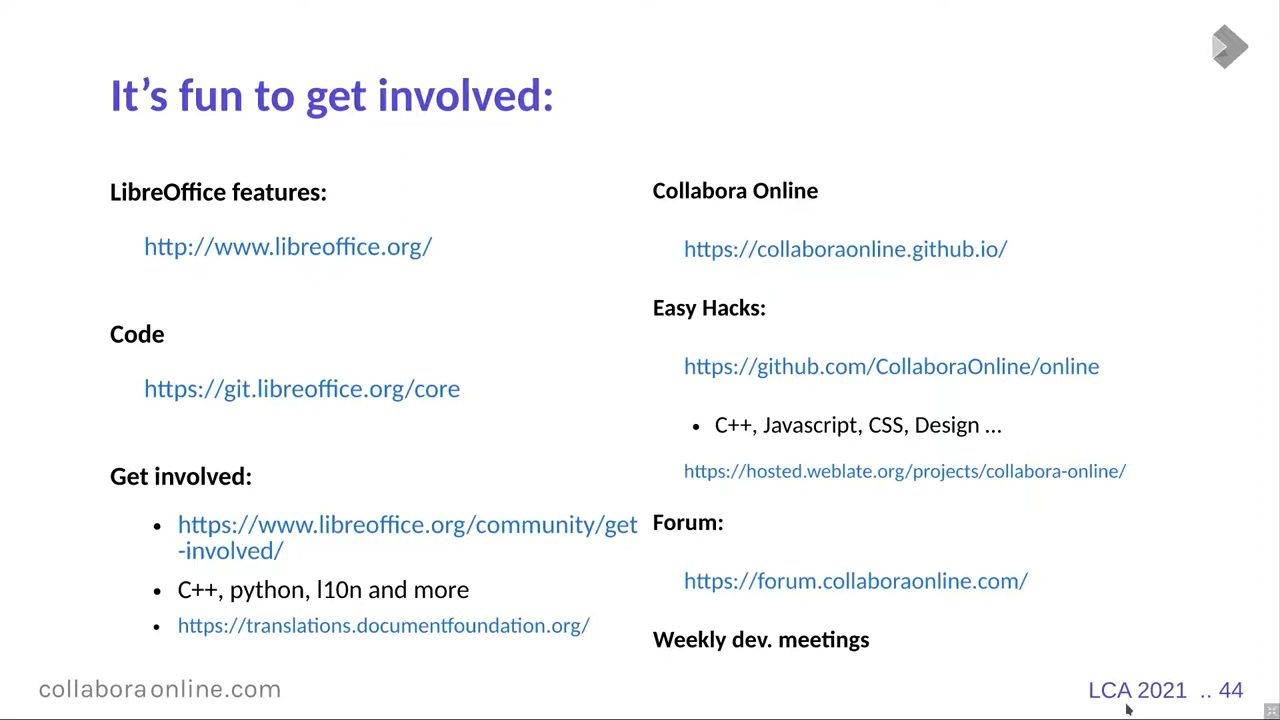 It’s fun to get involved:
LibreOffice features:
http://www.libreoffice.org/
Code
https://git.libreoffice.org/core
Get involved:
• https://www.libreoffice.org/community/get
-involved/
• C++, python, l10n and more
• https://translations.documentfoundation.org/
Collabora Online
https://collaboraonline.github.io/
Easy Hacks:
https://github.com/CollaboraOnline/online
• C++, Javascript, CSS, Design ...
https://hosted.weblate.org/projects/collabora-online/
Forum:
https://forum.collaboraonline.com/
Weekly dev. meetings
collaboraonline.com
LCA 2021 .. 44